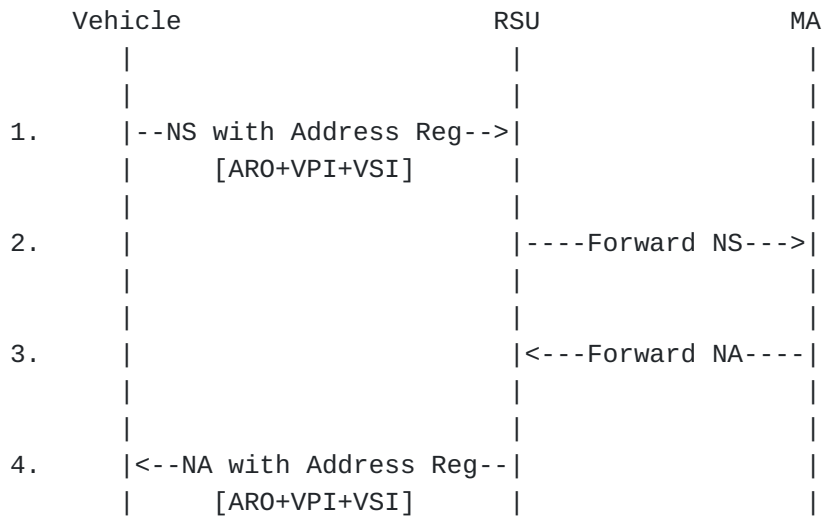 Vehicle RSU MA
1. |--NS with Address Reg-->| |
| [ARO+VPI+VSI] | |
2. | |----Forward NS--->|
3. | |<---Forward NA----|
4. |<--NA with Address Reg--| |
| [ARO+VPI+VSI] | |